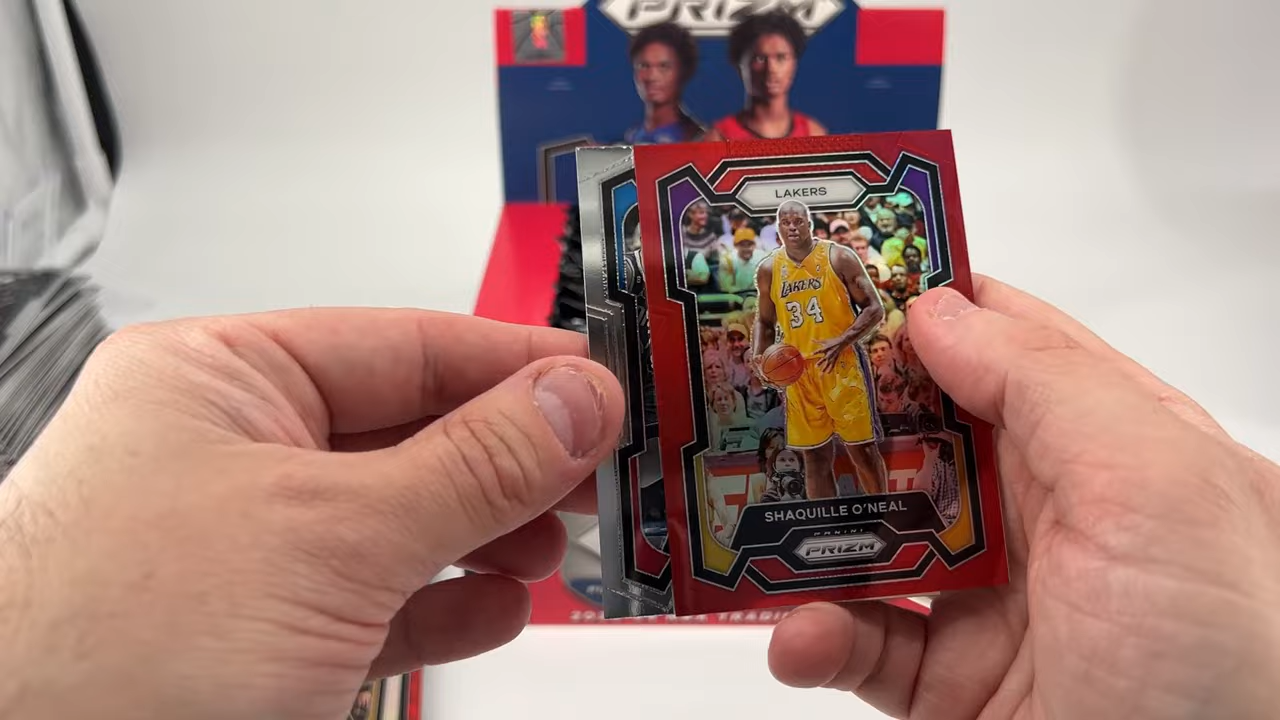 PRIZM
LAKERS
LAKERS
34
SHAQUILLE O'NEAL
PANINI
PRIZM